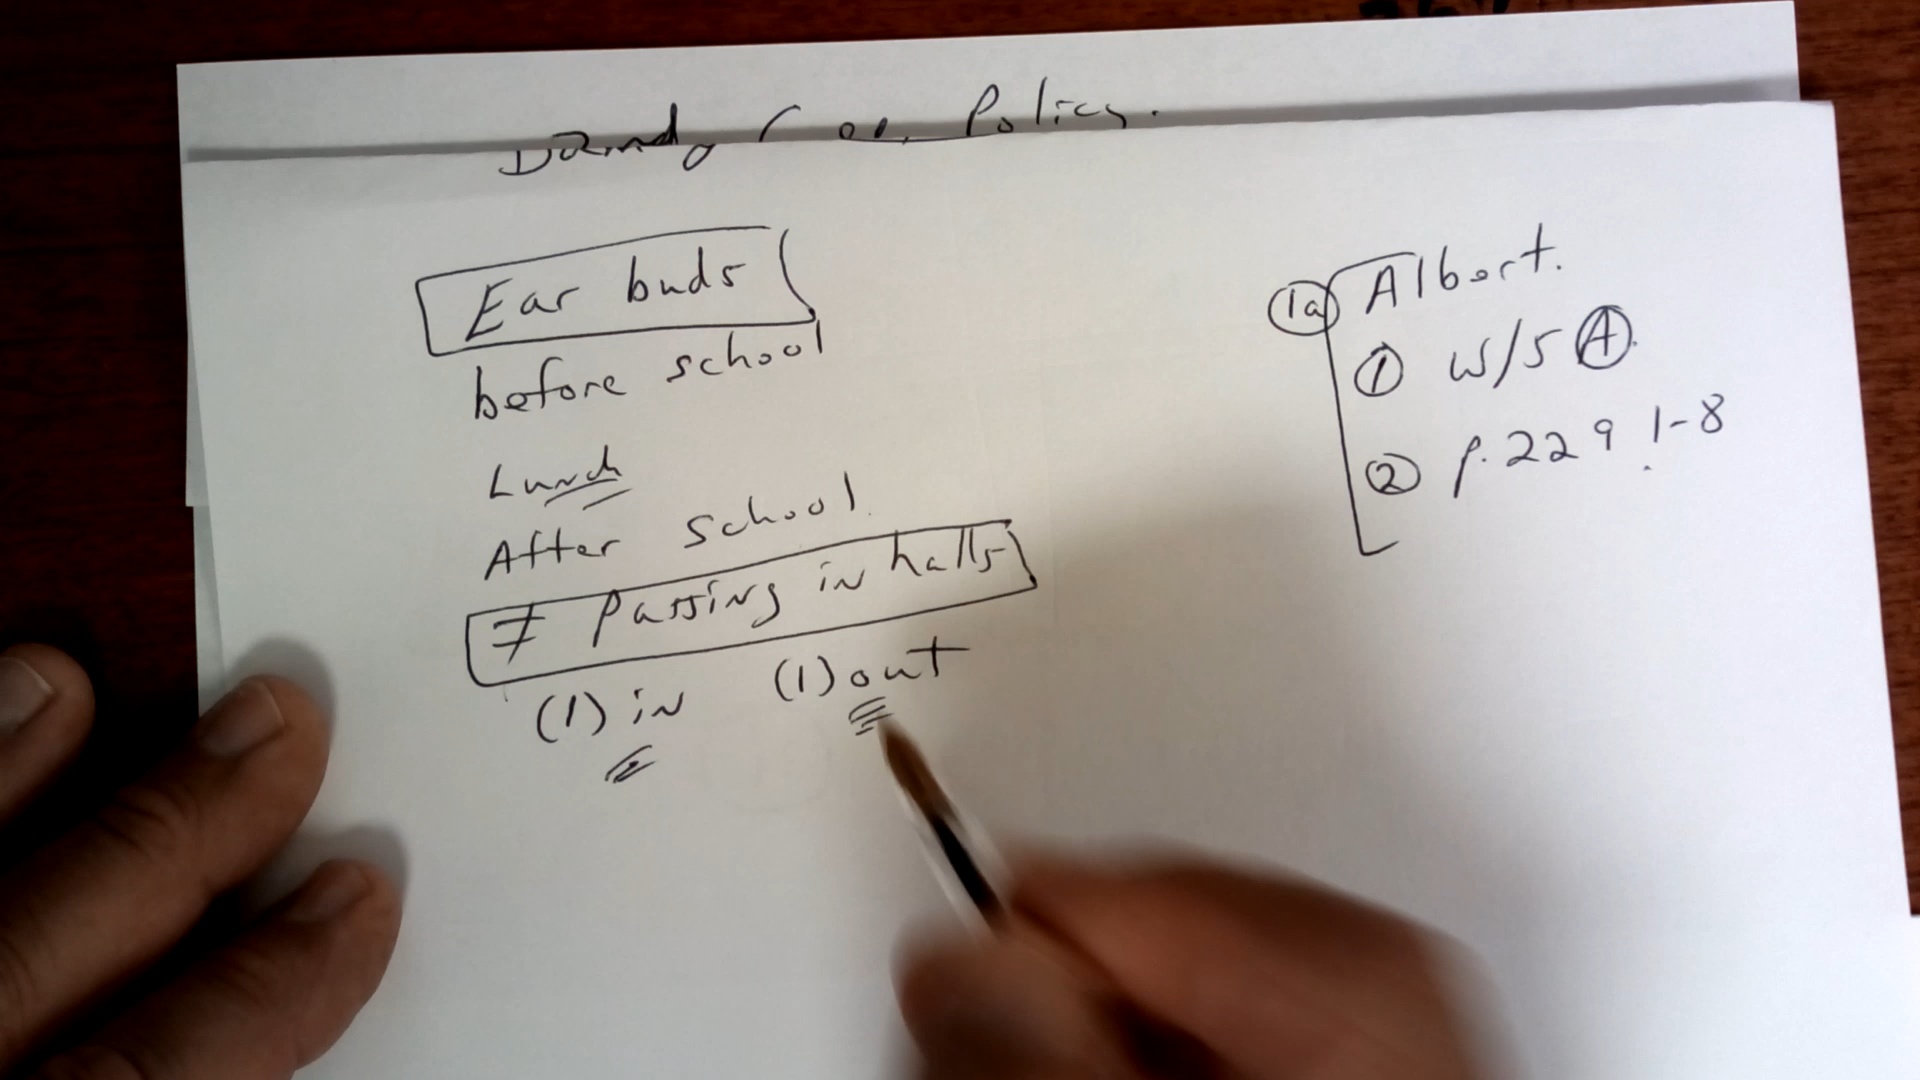 Policy.
Ear buds
before school
Lunch
After school
≠ Passing in halls
(1) in (1) out
1a Albert.
① w/s Ⓐ.
② p. 229 1-8